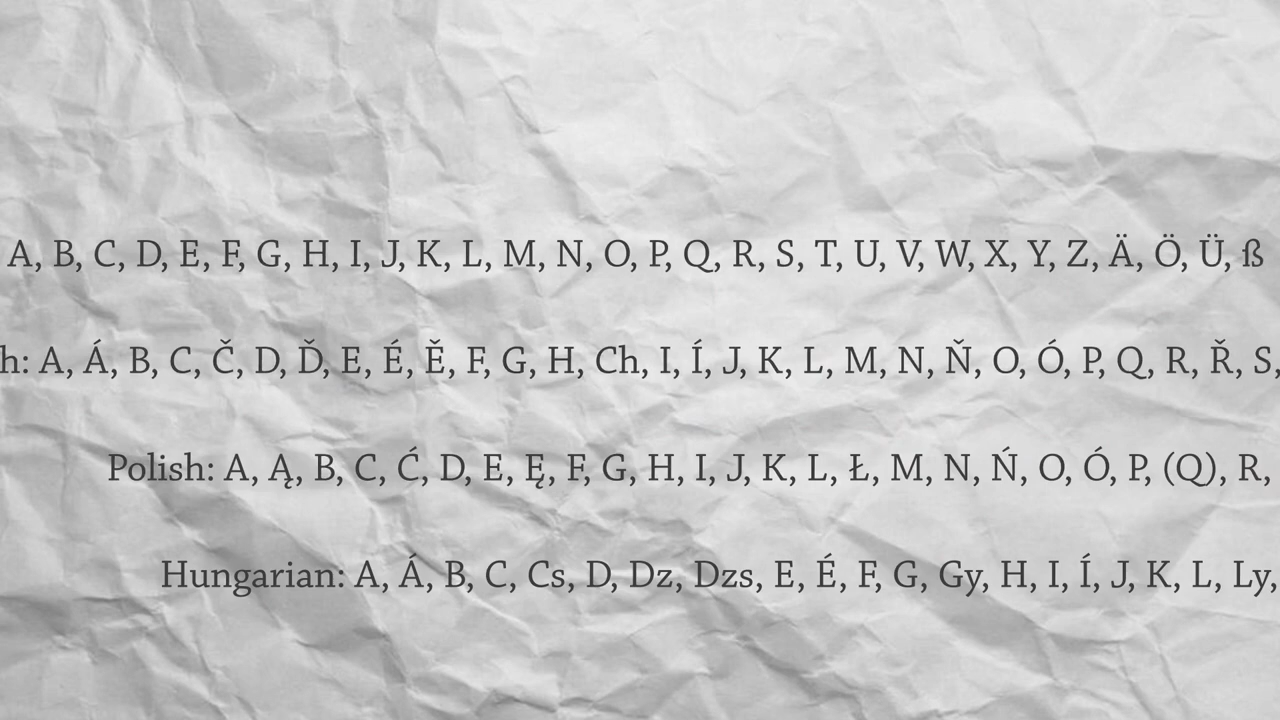 A, B, C, D, E, F, G, H, I, J, K, L, M, N, O, P, Q, R, S, T, U, V, W, X, Y, Z, Ä, Ö, Ü, ß
h: A, Á, B, C, Č, D, Ď, E, É, Ě, F, G, H, Ch, I, Í, J, K, L, M, N, Ň, O, Ó, P, Q, R, Ř, S,
Polish: A, Ą, B, C, Ć, D, E, Ę, F, G, H, I, J, K, L, Ł, M, N, Ń, O, Ó, P, (Q), R,
Hungarian: A, Á, B, C, Cs, D, Dz, Dzs, E, É, F, G, Gy, H, I, Í, J, K, L, Ly,